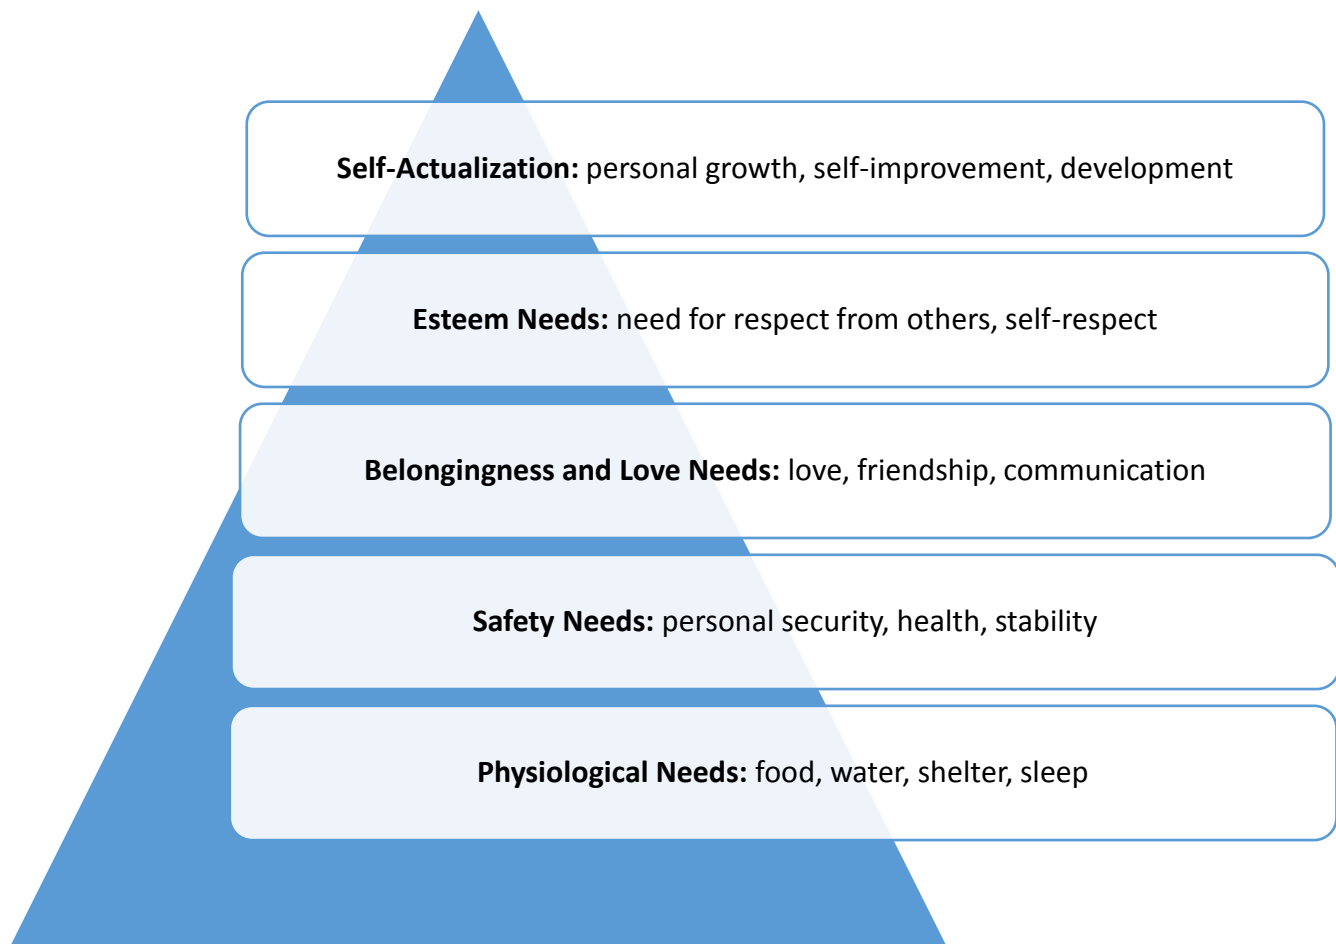 Self-Actualization: personal growth, self-improvement, development
Esteem Needs: need for respect from others, self-respect
Belongingness and Love Needs: love, friendship, communication
Safety Needs: personal security, health, stability
Physiological Needs: food, water, shelter, sleep